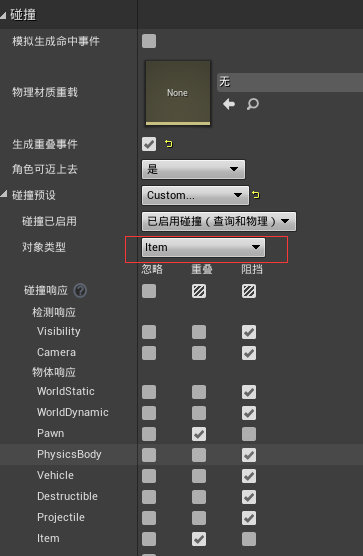 碰撞
模拟生成命中事件
物理材质重载
None
无
生成重叠事件
角色可迈上去
是
碰撞预设
Custom...
碰撞已启用
已启用碰撞（查询和物理）
对象类型
Item
忽略 重叠 阻挡
碰撞响应 ?
检测响应
Visibility
Camera
物体响应
WorldStatic
WorldDynamic
Pawn
PhysicsBody
Vehicle
Destructible
Projectile
Item